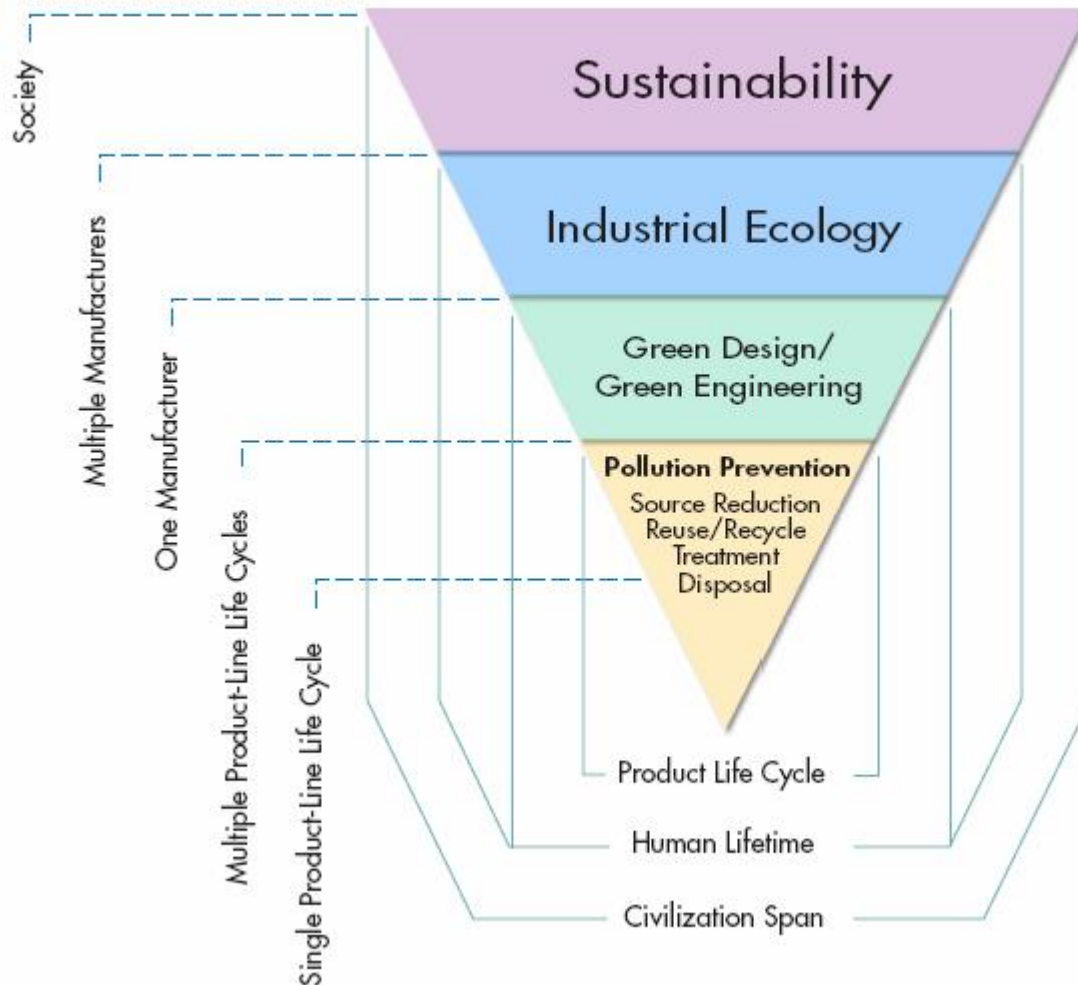 Society
Multiple Manufacturers
One Manufacturer
Multiple Product-Line Life Cycles
Single Product-Line Life Cycle
Sustainability
Industrial Ecology
Green Design/
Green Engineering
Pollution Prevention
Source Reduction
Reuse/Recycle
Treatment
Disposal
Product Life Cycle
Human Lifetime
Civilization Span